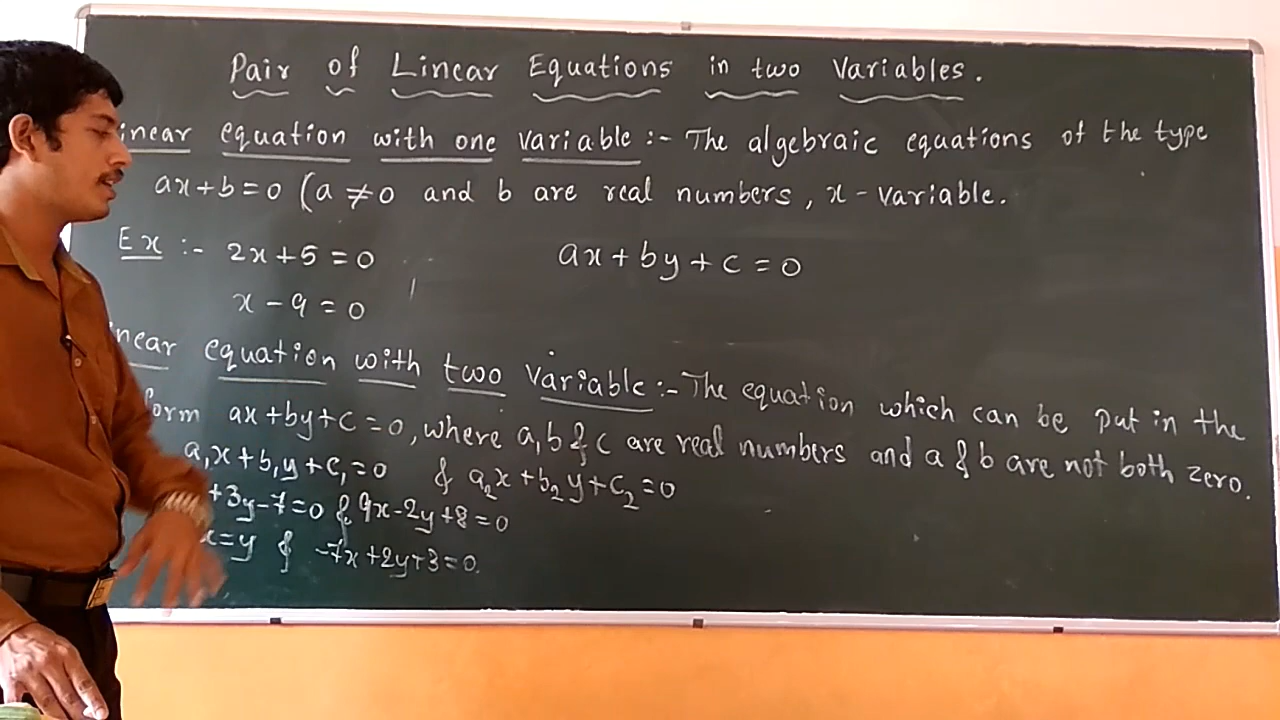 Pair of Linear Equations in two Variables.
inear equation with one variable :- The algebraic equations of the type
ax+b=0 (a ≠0 and b are real numbers, x - variable.
Ex :- 2x+5=0
ax+by+c=0
x-9=0
near equation with two variable:- The equation which can be put in the
form ax+by+c=0, where a, b & c are real numbers and a & b are not both zero.
a₁x+b₁y+c₁=0 & a₂x+b₂y+c₂=0
+3y-7=0 & 9x-2y+8=0
x=y & -7x+2y+3=0.